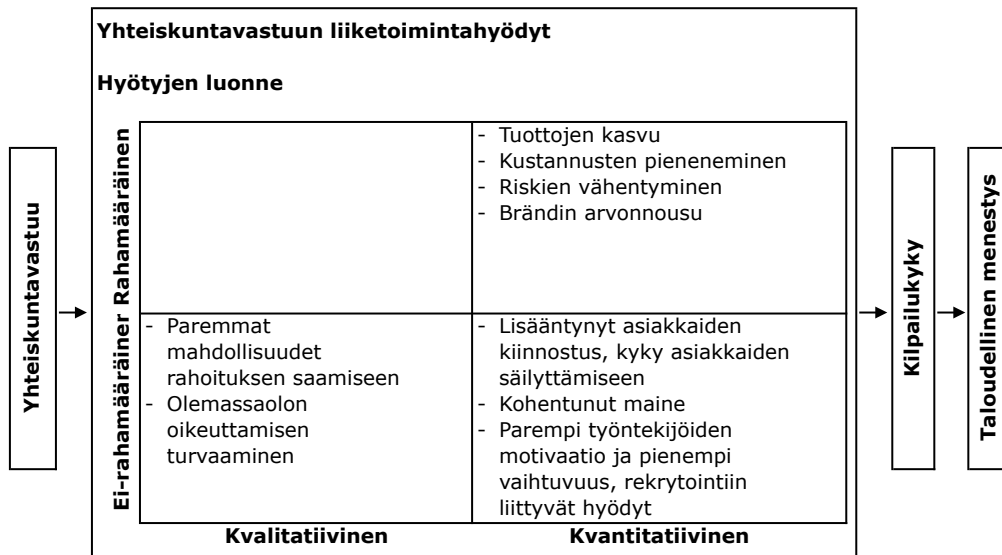 Yhteiskuntavastuun liiketoimintahyödyt
Hyötyjen luonne
Yhteiskuntavastuu
Rahamääräinen
- Tuottojen kasvu
- Kustannusten pieneneminen
- Riskien vähentyminen
- Brändin arvonnousu
Ei-rahamääräiner
- Paremmat
mahdollisuudet
rahoituksen saamiseen
- Olemassaolon
oikeuttamisen
turvaaminen
- Lisääntynyt asiakkaiden
kiinnostus, kyky asiakkaiden
säilyttämiseen
- Kohentunut maine
- Parempi työntekijöiden
motivaatio ja pienempi
vaihtuvuus, rekrytointiin
liittyvät hyödyt
Kvalitatiivinen
Kvantitatiivinen
Kilpailukyky
Taloudellinen menestys